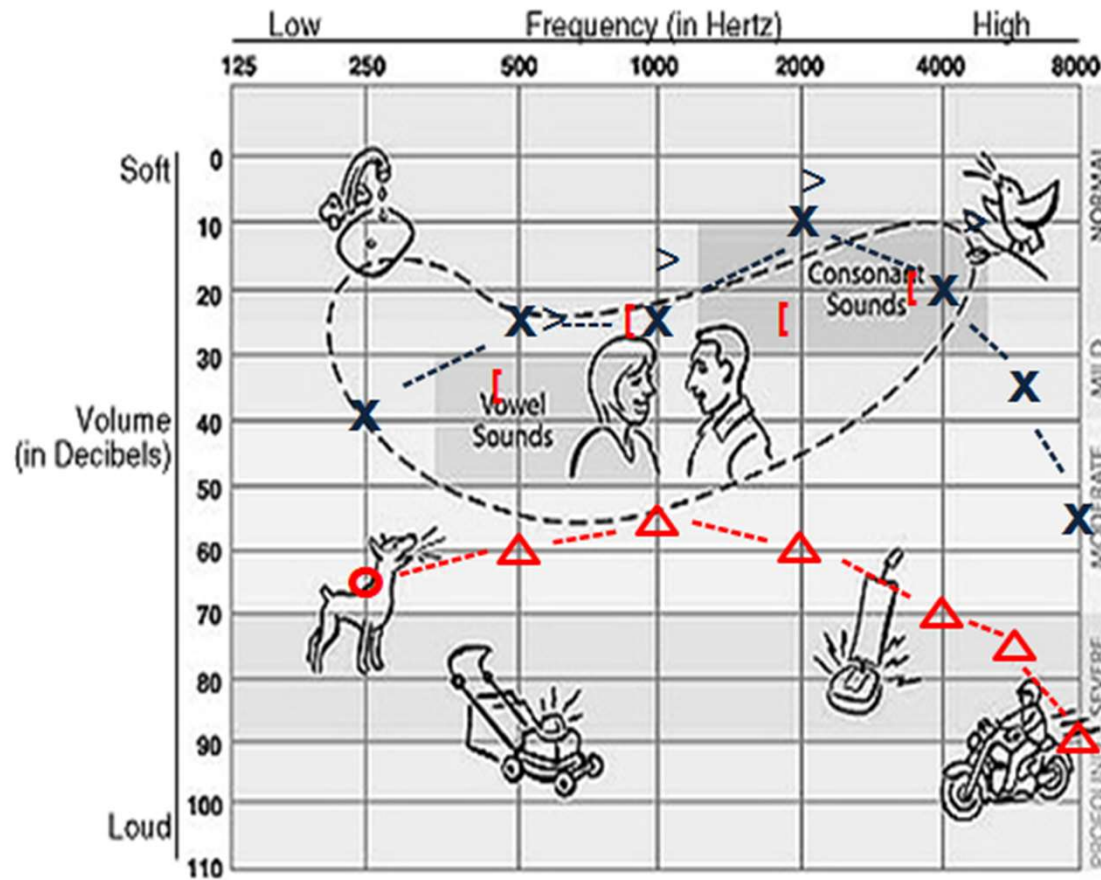 Low Frequency (in Hertz) High
125 250 500 1000 2000 4000 8000
Soft
0
10
20
30
40
50
60
70
80
90
100
110
Volume
(in Decibels)
Loud
Consonant
Sounds
Vowel
Sounds
NORMAL
MILD
MODERATE
SEVERE
PROFOUND